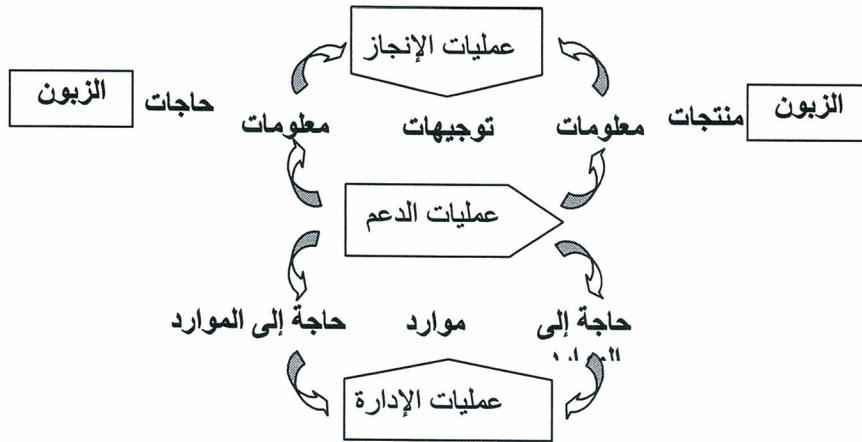 عمليات الإنجاز
الزبون
منتجات
معلومات
توجيهات
معلومات
حاجات
الزبون
عمليات الدعم
حاجة إلى
موارد
حاجة إلى الموارد
عمليات الإدارة